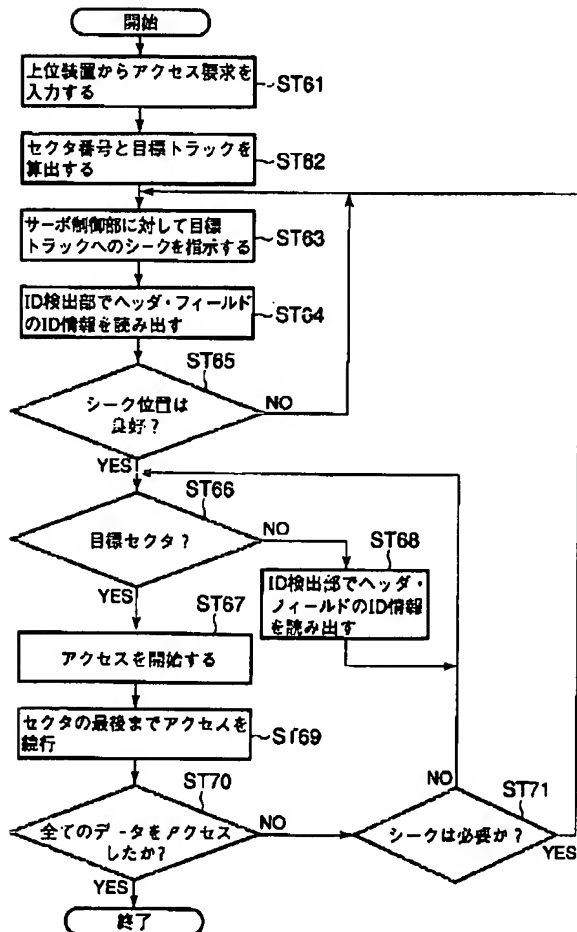 開始
上位装置からアクセス要求を
入力する
ST61
セクタ番号と目標トラックを
算出する
ST62
サーボ制御部に対して目標
トラックへのシークを指示する
ST63
ID検出部でヘッダ・フィールド
のID情報を読み出す
ST64
ST65
シーク位置は
良好?
NO
YES
ST66
目標セクタ?
NO
YES
ST68
ID検出部でヘッダ・
フィールドのID情報
を読み出す
ST67
アクセスを開始する
セクタの最後までアクセスを
続行
ST69
ST70
全てのデータをアクセス
したか?
NO
YES
NO
ST71
シークは必要か?
YES
終了